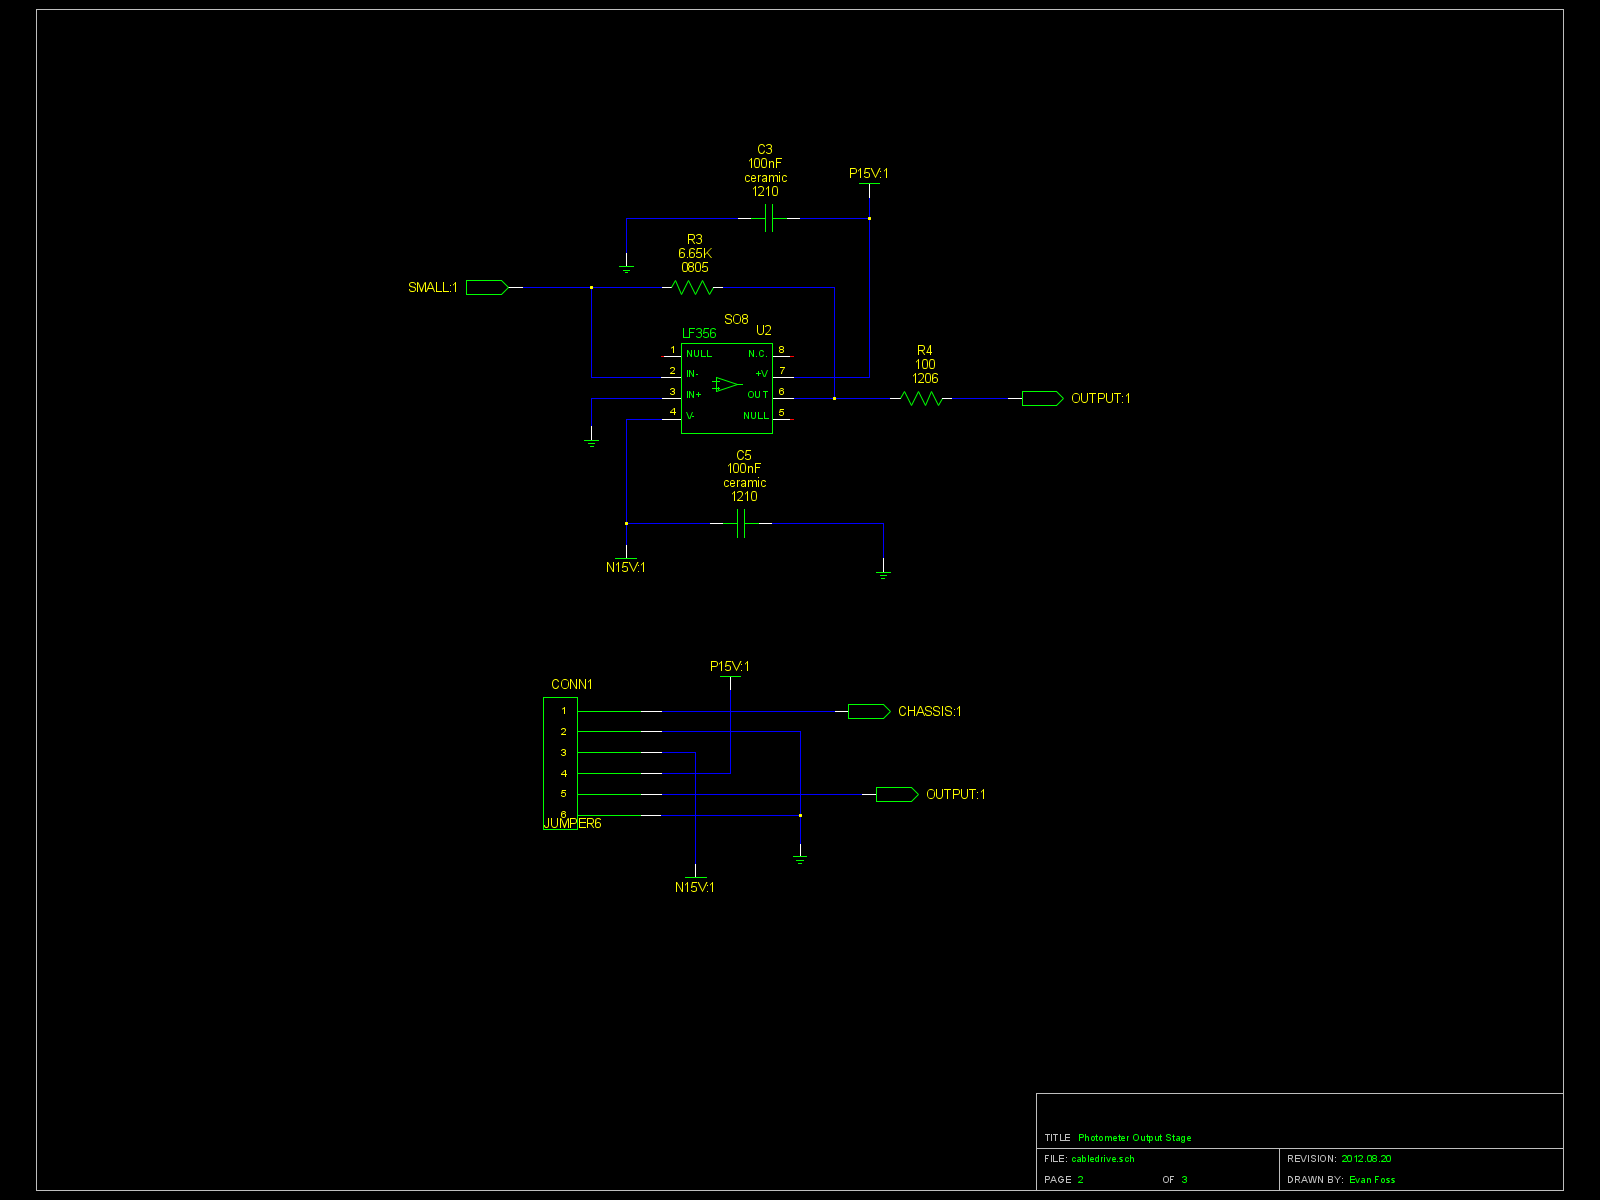 C3
100nF
ceramic
1210
P15V:1
R3
6.65K
0805
SMALL:1
SO8
LF356
U2
1 NULL N.C. 8
2 IN- +V 7
3 IN+ OUT 6
4 V- NULL 5
R4
100
1206
OUTPUT:1
C5
100nF
ceramic
1210
N15V:1
P15V:1
CONN1
1
CHASSIS:1
2
3
4
5
OUTPUT:1
6
JUMPER6
N15V:1
TITLE Photometer Output Stage
FILE: cabledrive.sch
REVISION: 2012.08.20
PAGE 2 OF 3
DRAWN BY: Evan Foss